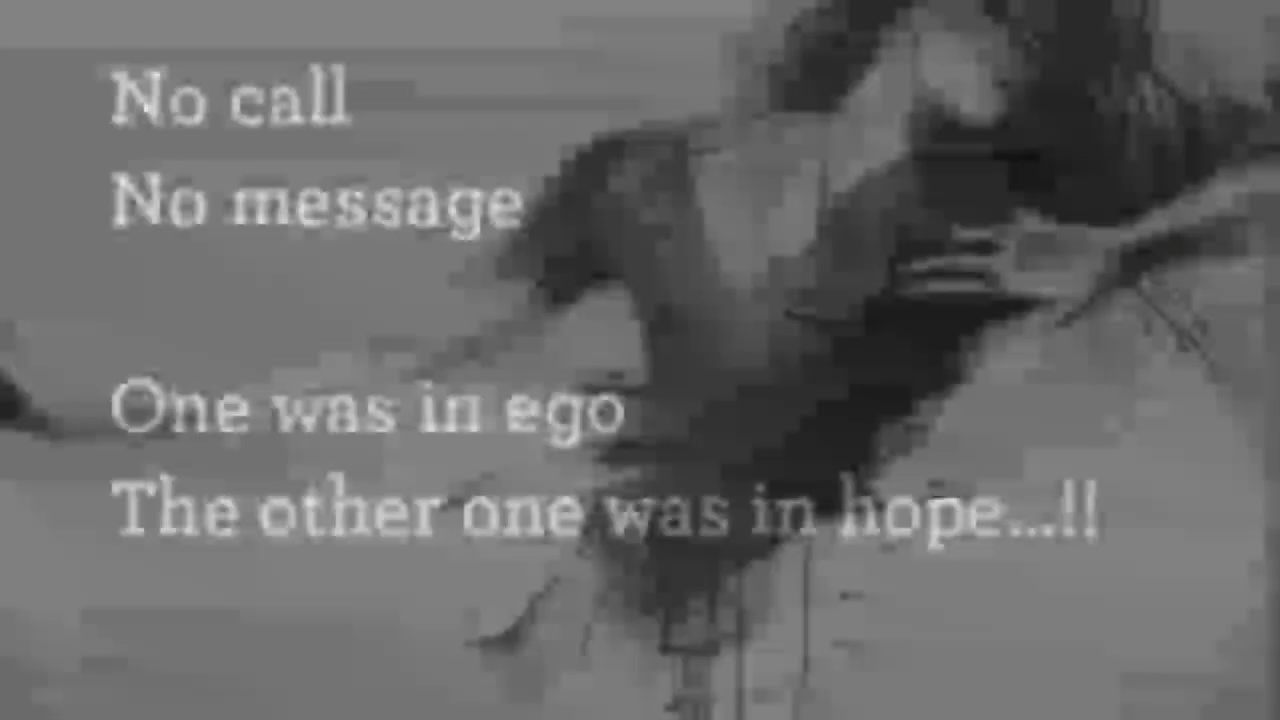 No call
No message
One was in ego
The other one was in hope...!!